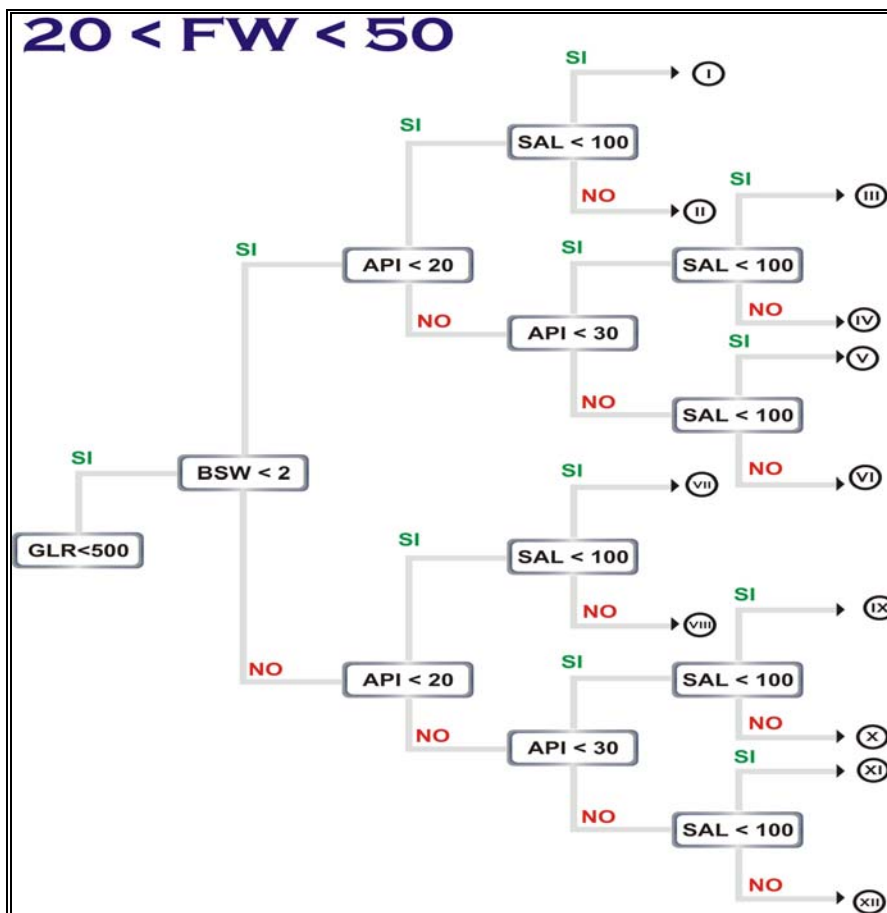 20 < FW < 50
SI
I
SI
SAL < 100
NO
II
SI
III
SI
API < 20
SI
SAL < 100
NO
API < 30
NO
IV
SI
V
NO
SAL < 100
SI
BSW < 2
NO
VI
SI
VII
GLR<500
SI
SAL < 100
NO
VIII
SI
IX
NO
API < 20
SI
SAL < 100
NO
API < 30
NO
X
SI
XI
NO
SAL < 100
NO
XII